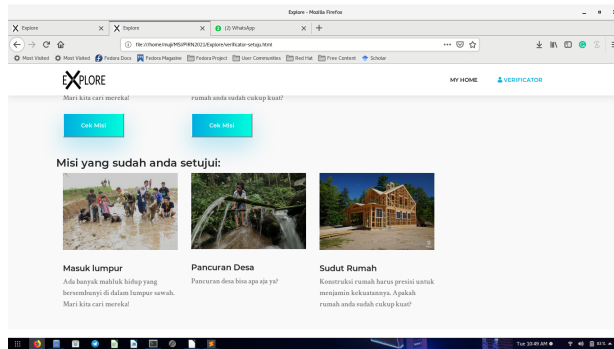 Explore - Mozilla Firefox
Explore
Explore
(2) WhatsApp
file:///home/muji/MSI/PIRN2021/Explore/verificator-setuju.html
Most Visited
Most Visited
Fedora Docs
Fedora Magazine
Fedora Project
User Communities
Red Hat
Free Content
Scholar
EXPLORE
MY HOME
VERIFICATOR
Mari kita cari mereka!
rumah anda sudah cukup kuat?
Cek Misi
Cek Misi
Misi yang sudah anda setujui:
Masuk lumpur
Ada banyak mahluk hidup yang
bersembunyi di dalam lumpur sawah.
Mari kita cari mereka!
Pancuran Desa
Pancuran desa bisa apa aja ya?
Sudut Rumah
Konstruksi rumah harus presisi untuk
menjamin kekuatannya. Apakah
rumah anda sudah cukup kuat?
Tue 10:49 AM